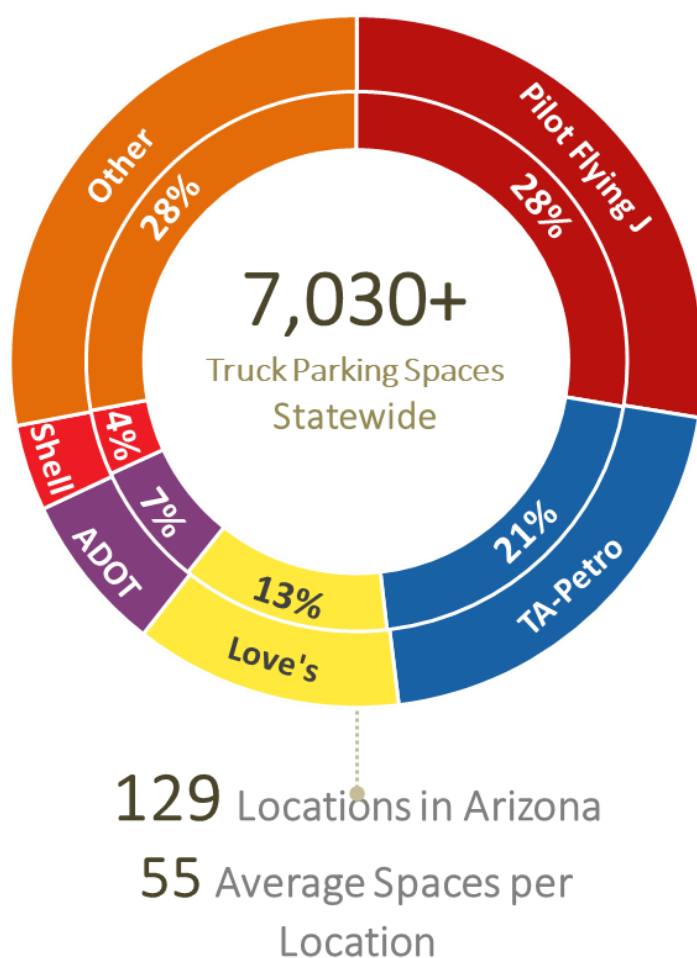 Other
28%
Pilot Flying J
28%
7,030+
Truck Parking Spaces
Statewide
Shell
4%
ADOT
7%
Love's
13%
TA-Petro
21%
129 Locations in Arizona
55 Average Spaces per
Location